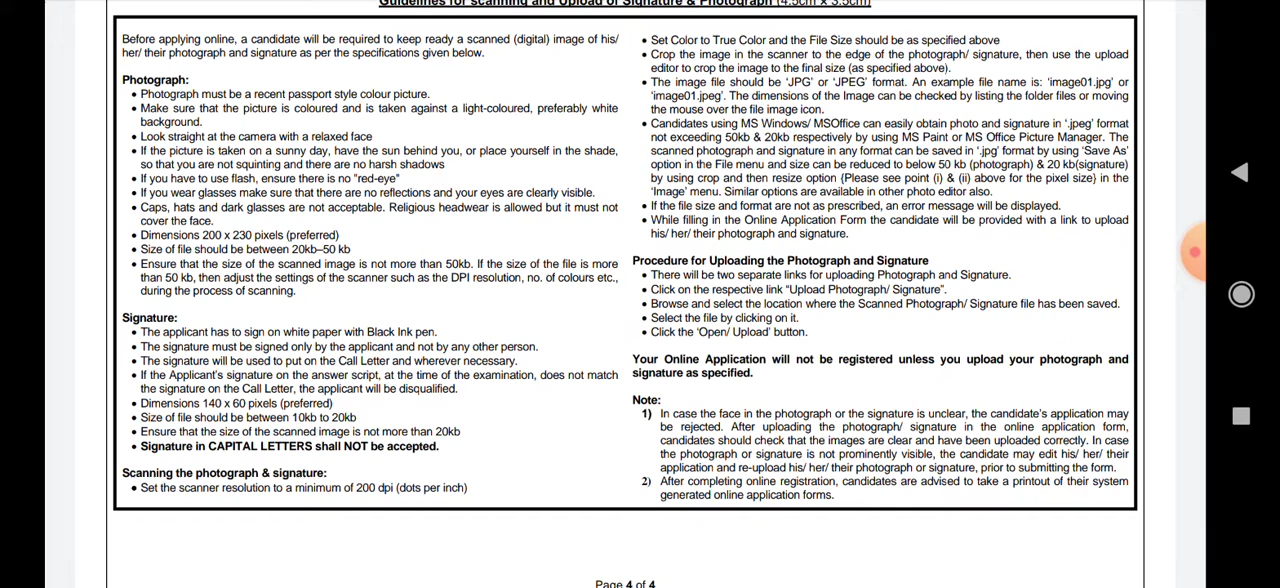 Guidelines for scanning and Upload of Signature & Photograph (4.5cm x 3.5cm)
Before applying online, a candidate will be required to keep ready a scanned (digital) image of his/
her/ their photograph and signature as per the specifications given below.
Photograph:
• Photograph must be a recent passport style colour picture.
• Make sure that the picture is coloured and is taken against a light-coloured, preferably white
background.
• Look straight at the camera with a relaxed face
• If the picture is taken on a sunny day, have the sun behind you, or place yourself in the shade,
so that you are not squinting and there are no harsh shadows
• If you have to use flash, ensure there is no "red-eye"
• If you wear glasses make sure that there are no reflections and your eyes are clearly visible.
• Caps, hats and dark glasses are not acceptable. Religious headwear is allowed but it must not
cover the face.
• Dimensions 200 x 230 pixels (preferred)
• Size of file should be between 20kb–50 kb
• Ensure that the size of the scanned image is not more than 50kb. If the size of the file is more
than 50 kb, then adjust the settings of the scanner such as the DPI resolution, no. of colours etc.,
during the process of scanning.
Signature:
• The applicant has to sign on white paper with Black Ink pen.
• The signature must be signed only by the applicant and not by any other person.
• The signature will be used to put on the Call Letter and wherever necessary.
• If the Applicant's signature on the answer script, at the time of the examination, does not match
the signature on the Call Letter, the applicant will be disqualified.
• Dimensions 140 x 60 pixels (preferred)
• Size of file should be between 10kb to 20kb
• Ensure that the size of the scanned image is not more than 20kb
• Signature in CAPITAL LETTERS shall NOT be accepted.
Scanning the photograph & signature:
• Set the scanner resolution to a minimum of 200 dpi (dots per inch)
• Set Color to True Color and the File Size should be as specified above
• Crop the image in the scanner to the edge of the photograph/ signature, then use the upload
editor to crop the image to the final size (as specified above).
• The image file should be 'JPG' or 'JPEG' format. An example file name is: 'image01.jpg' or
'image01.jpeg'. The dimensions of the Image can be checked by listing the folder files or moving
the mouse over the file image icon.
• Candidates using MS Windows/ MSOffice can easily obtain photo and signature in '.jpeg' format
not exceeding 50kb & 20kb respectively by using MS Paint or MS Office Picture Manager. The
scanned photograph and signature in any format can be saved in '.jpg' format by using 'Save As'
option in the File menu and size can be reduced to below 50 kb (photograph) & 20 kb(signature)
by using crop and then resize option {Please see point (i) & (ii) above for the pixel size} in the
'Image' menu. Similar options are available in other photo editor also.
• If the file size and format are not as prescribed, an error message will be displayed.
• While filling in the Online Application Form the candidate will be provided with a link to upload
his/ her/ their photograph and signature.
Procedure for Uploading the Photograph and Signature
• There will be two separate links for uploading Photograph and Signature.
• Click on the respective link "Upload Photograph/ Signature".
• Browse and select the location where the Scanned Photograph/ Signature file has been saved.
• Select the file by clicking on it.
• Click the 'Open/ Upload' button.
Your Online Application will not be registered unless you upload your photograph and
signature as specified.
Note:
1) In case the face in the photograph or the signature is unclear, the candidate's application may
be rejected. After uploading the photograph/ signature in the online application form,
candidates should check that the images are clear and have been uploaded correctly. In case
the photograph or signature is not prominently visible, the candidate may edit his/ her/ their
application and re-upload his/ her/ their photograph or signature, prior to submitting the form.
2) After completing online registration, candidates are advised to take a printout of their system
generated online application forms.
Page 4 of 4